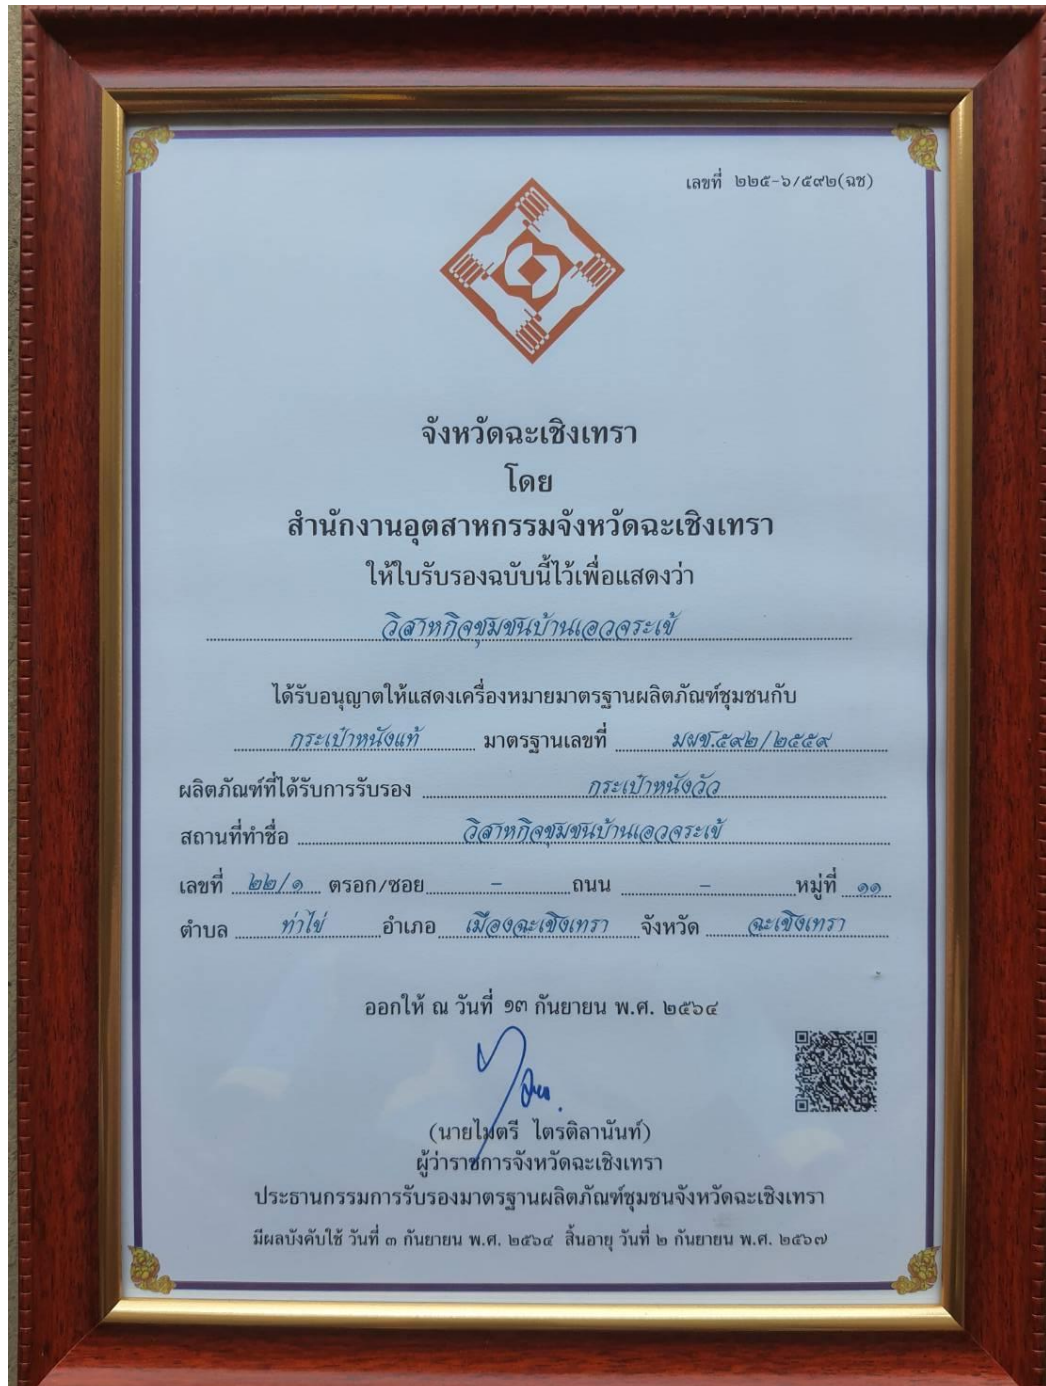 เลขที่ ๒๒๕-๖/๕๙๒(ฉช)
จังหวัดฉะเชิงเทรา
โดย
สำนักงานอุตสาหกรรมจังหวัดฉะเชิงเทรา
ให้ใบรับรองฉบับนี้ไว้เพื่อแสดงว่า
วิสาหกิจชุมชนบ้านเอวจระเข้
ได้รับอนุญาตให้แสดงเครื่องหมายมาตรฐานผลิตภัณฑ์ชุมชนกับ
กระเป๋าหนังแท้ มาตรฐานเลขที่ มผช.๕๙๒/๒๕๕๙
ผลิตภัณฑ์ที่ได้รับการรับรอง กระเป๋าหนังวัว
สถานที่ทำชื่อ วิสาหกิจชุมชนบ้านเอวจระเข้
เลขที่ ๒๒/๑ ตรอก/ซอย - ถนน - หมู่ที่ ๑๑
ตำบล ท่าไข่ อำเภอ เมืองฉะเชิงเทรา จังหวัด ฉะเชิงเทรา
ออกให้ ณ วันที่ ๑๓ กันยายน พ.ศ. ๒๕๖๔
(นายไมตรี ไตรติลานันท์)
ผู้ว่าราชการจังหวัดฉะเชิงเทรา
ประธานกรรมการรับรองมาตรฐานผลิตภัณฑ์ชุมชนจังหวัดฉะเชิงเทรา
มีผลบังคับใช้ วันที่ ๓ กันยายน พ.ศ. ๒๕๖๔ สิ้นอายุ วันที่ ๒ กันยายน พ.ศ. ๒๕๖๗